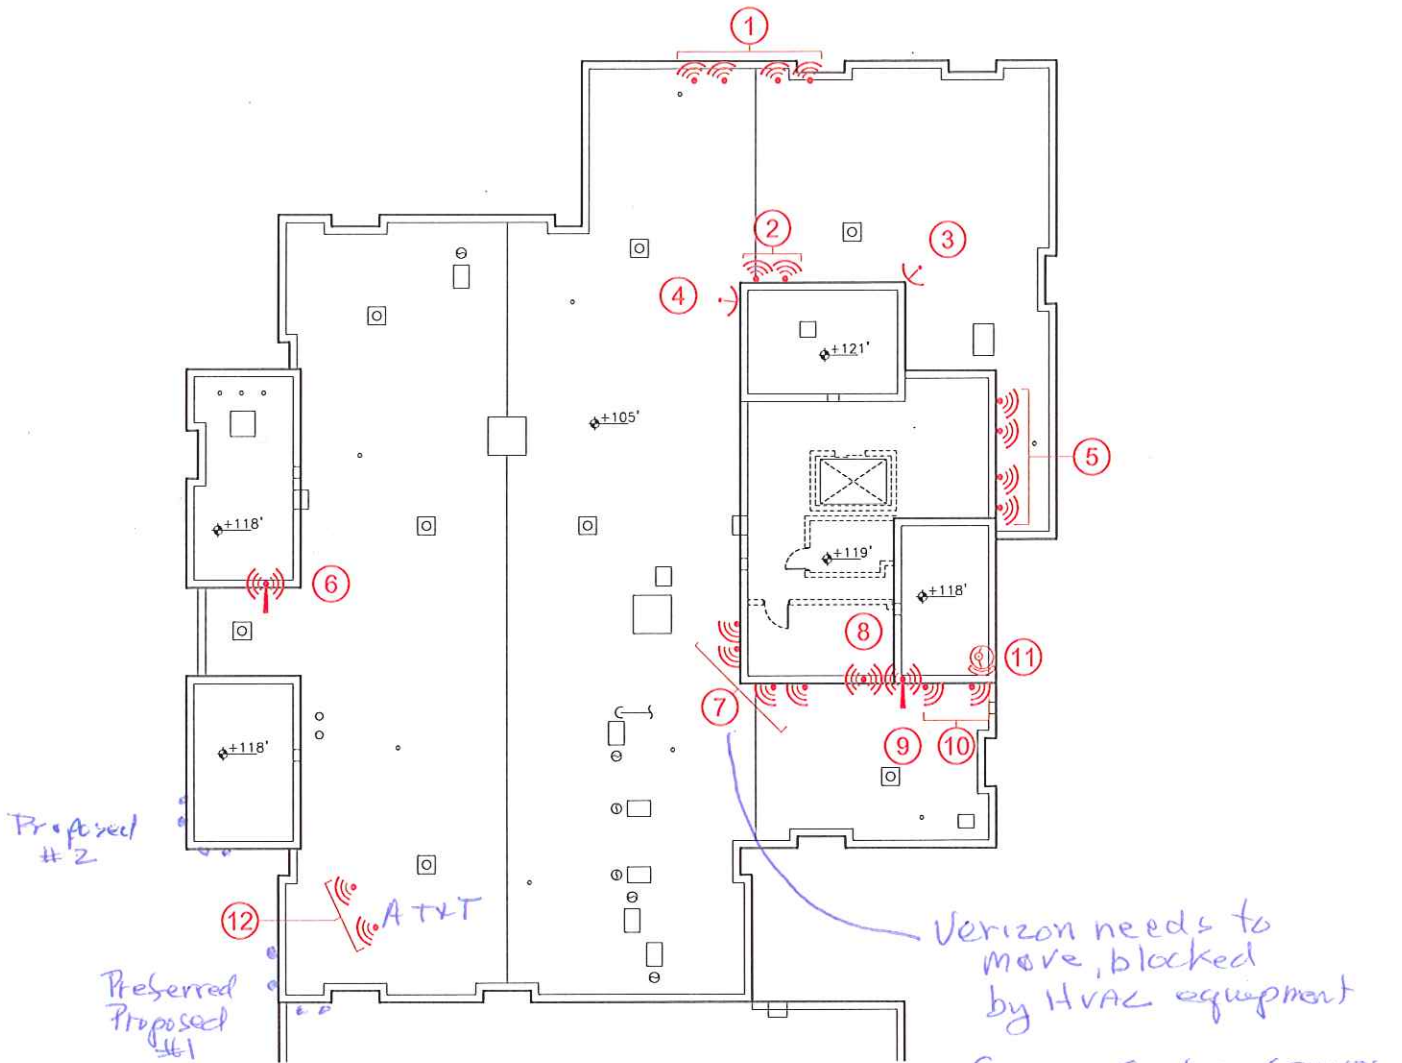 1
2
3
4
+121'
+105'
5
+118'
+119'
+118'
6
8
11
7
9
10
+118'
Proposed
#2
12
AT&T
Verizon needs to
move, blocked
by HVAC equipment
Preferred
Proposed
#1